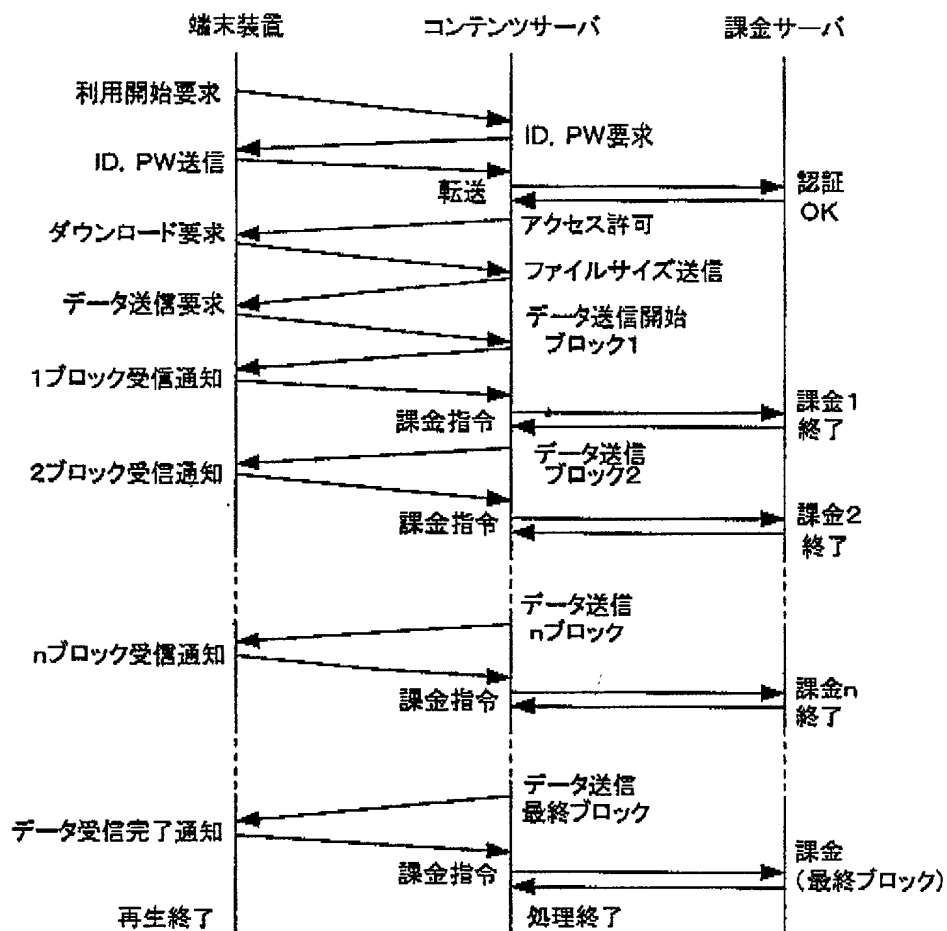 端末装置
コンテンツサーバ
課金サーバ
利用開始要求
ID, PW要求
ID, PW送信
転送
認証
OK
アクセス許可
ダウンロード要求
ファイルサイズ送信
データ送信要求
データ送信開始
ブロック1
1ブロック受信通知
課金指令
課金1
終了
データ送信
ブロック2
2ブロック受信通知
課金指令
課金2
終了
データ送信
nブロック
nブロック受信通知
課金指令
課金n
終了
データ送信
最終ブロック
データ受信完了通知
課金指令
課金
(最終ブロック)
再生終了
処理終了